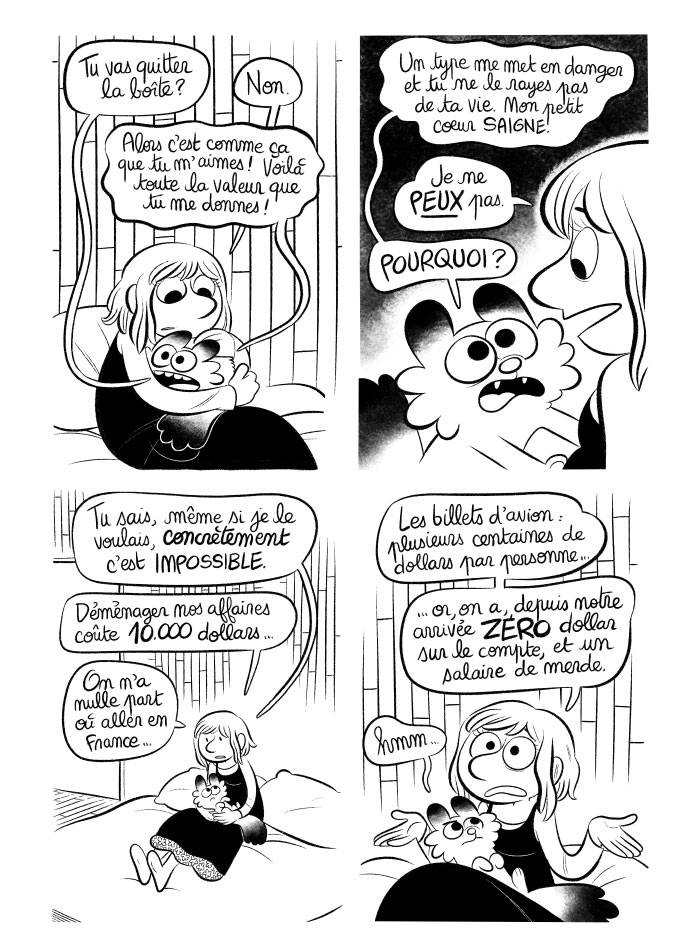 Tu vas quitter
la boîte?
Non.
Alors c'est comme ça
que tu m'aimes! Voilà
toute la valeur que
tu me donnes!
Un type me met en danger
et tu ne le rayes pas
de ta vie. Mon petit
cœur SAIGNE!
Je ne
PEUX pas.
POURQUOI?
Tu sais, même si je le
voulais, concrètement
c'est IMPOSSIBLE.
Déménager nos affaires
coûte 10.000 dollars...
On n'a
nulle part
où aller en
France...
Les billets d'avion :
plusieurs centaines de
dollars par personne...
...or, on a, depuis notre
arrivée ZÉRO dollar
sur le compte, et un
salaire de merde.
hmm...